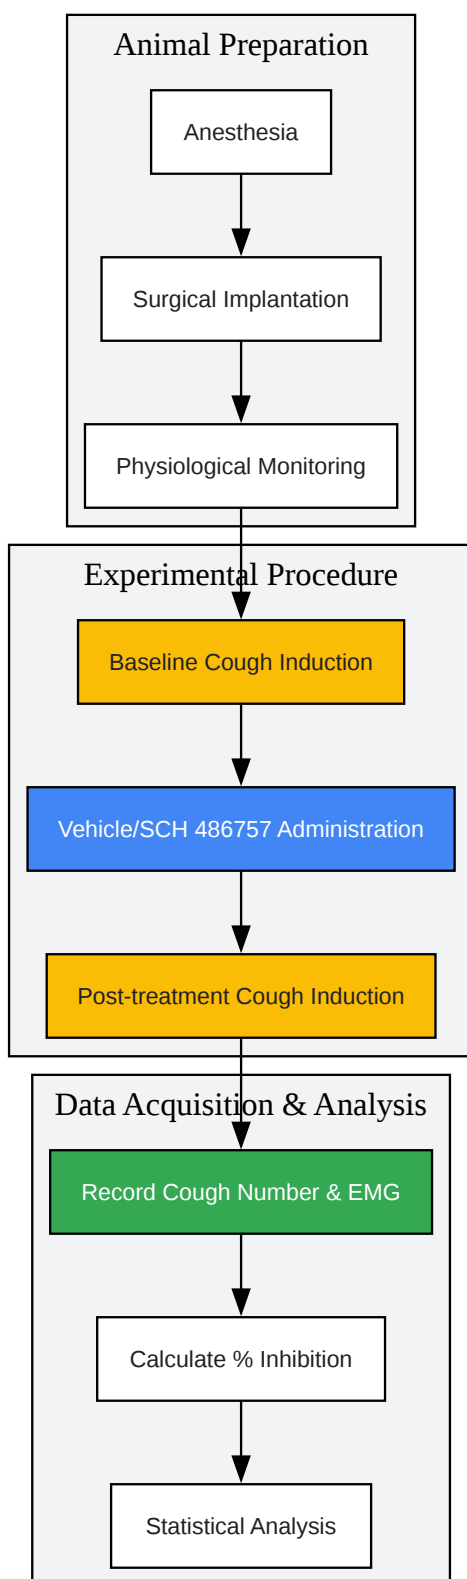 Animal Preparation
Anesthesia
Surgical Implantation
Physiological Monitoring
Experimental Procedure
Baseline Cough Induction
Vehicle/SCH 486757 Administration
Post-treatment Cough Induction
Data Acquisition & Analysis
Record Cough Number & EMG
Calculate % Inhibition
Statistical Analysis